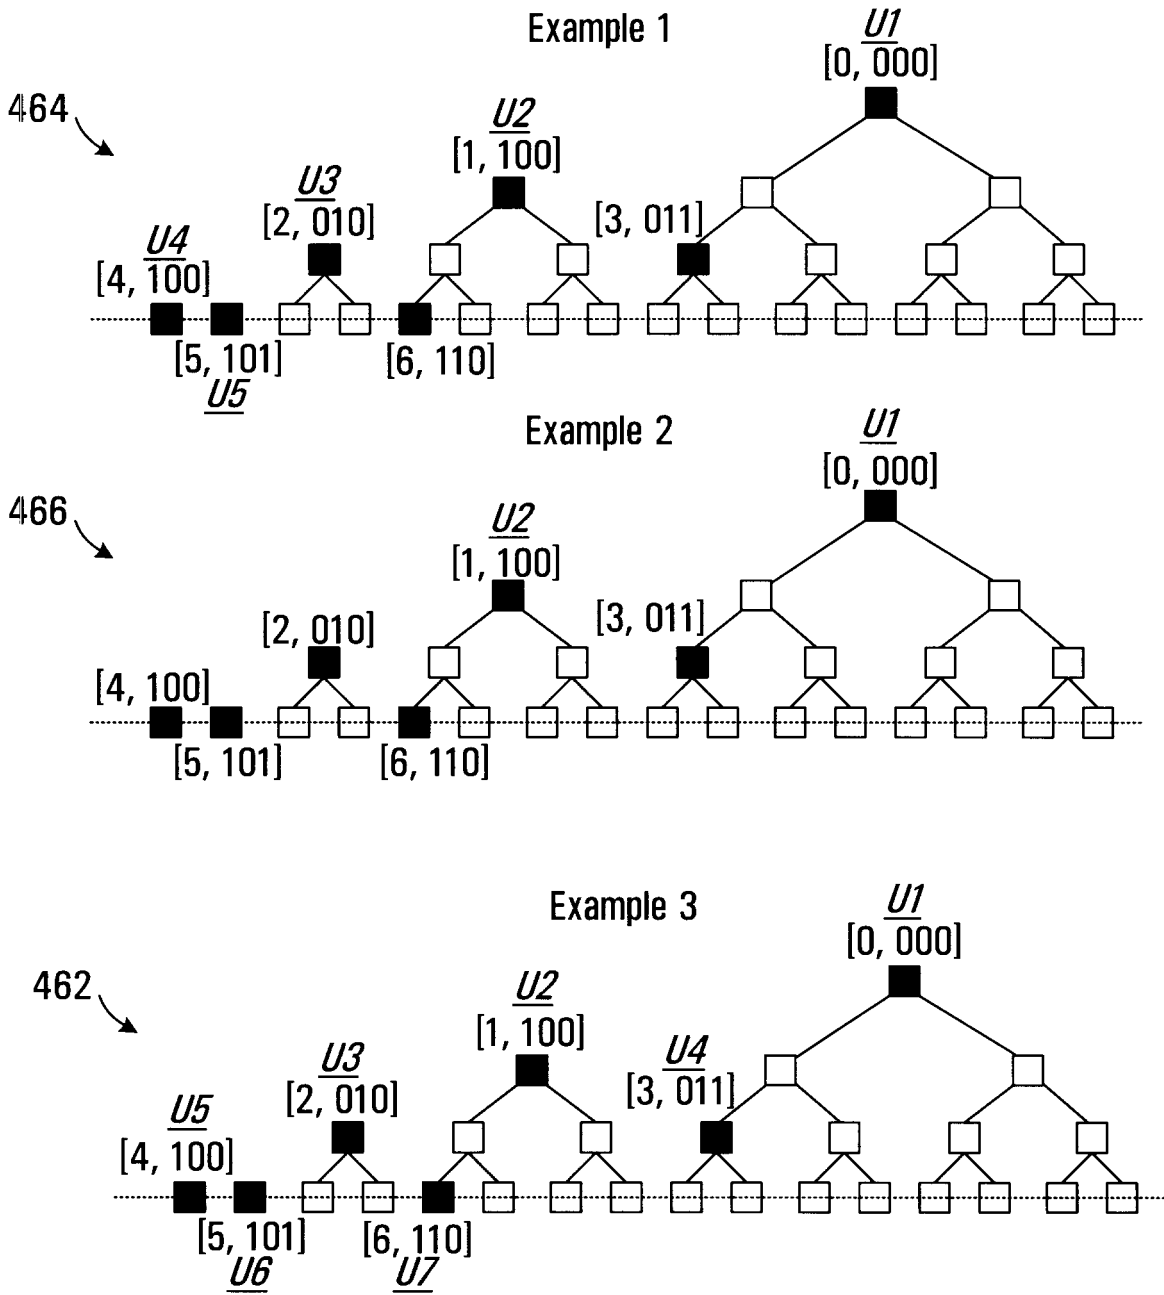 Example 1
U1
[0, 000]
464
U2
[1, 100]
U3
[2, 010]
[3, 011]
U4
[4, 100]
[5, 101]
[6, 110]
U5
Example 2
U1
[0, 000]
466
U2
[1, 100]
[2, 010]
[3, 011]
[4, 100]
[5, 101]
[6, 110]
Example 3
U1
[0, 000]
462
U2
[1, 100]
U3
[2, 010]
U4
[3, 011]
U5
[4, 100]
[5, 101]
[6, 110]
U6
U7